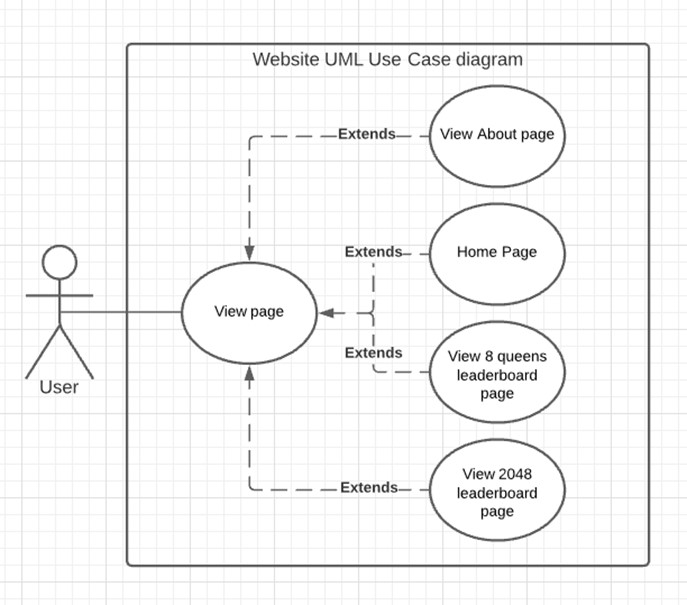 Website UML Use Case diagram
Extends
View About page
Extends
Home Page
View page
Extends
View 8 queens
leaderboard
page
User
Extends
View 2048
leaderboard
page